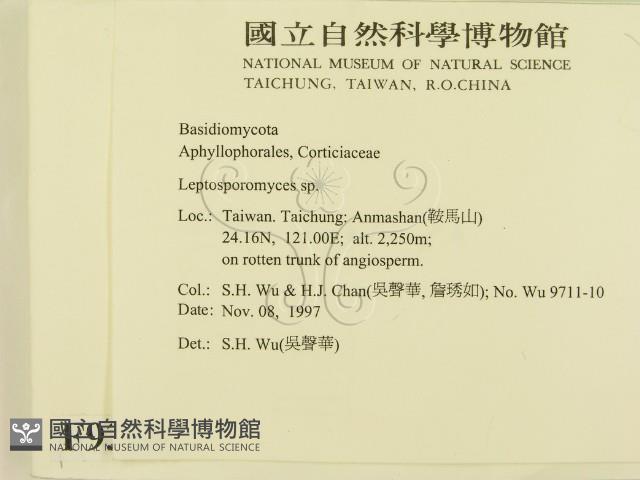 國立自然科學博物館
NATIONAL MUSEUM OF NATURAL SCIENCE
TAICHUNG, TAIWAN, R.O.CHINA
Basidiomycota
Aphyllophorales, Corticiaceae
Leptosporomyces sp.
Loc.: Taiwan. Taichung: Anmashan(鞍馬山)
24.16N, 121.00E; alt. 2,250m;
on rotten trunk of angiosperm.
Col.: S.H. Wu & H.J. Chan(吳聲華, 詹琇如); No. Wu 9711-10
Date: Nov. 08, 1997
Det.: S.H. Wu(吳聲華)
國立自然科學博物館
NATIONAL MUSEUM OF NATURAL SCIENCE